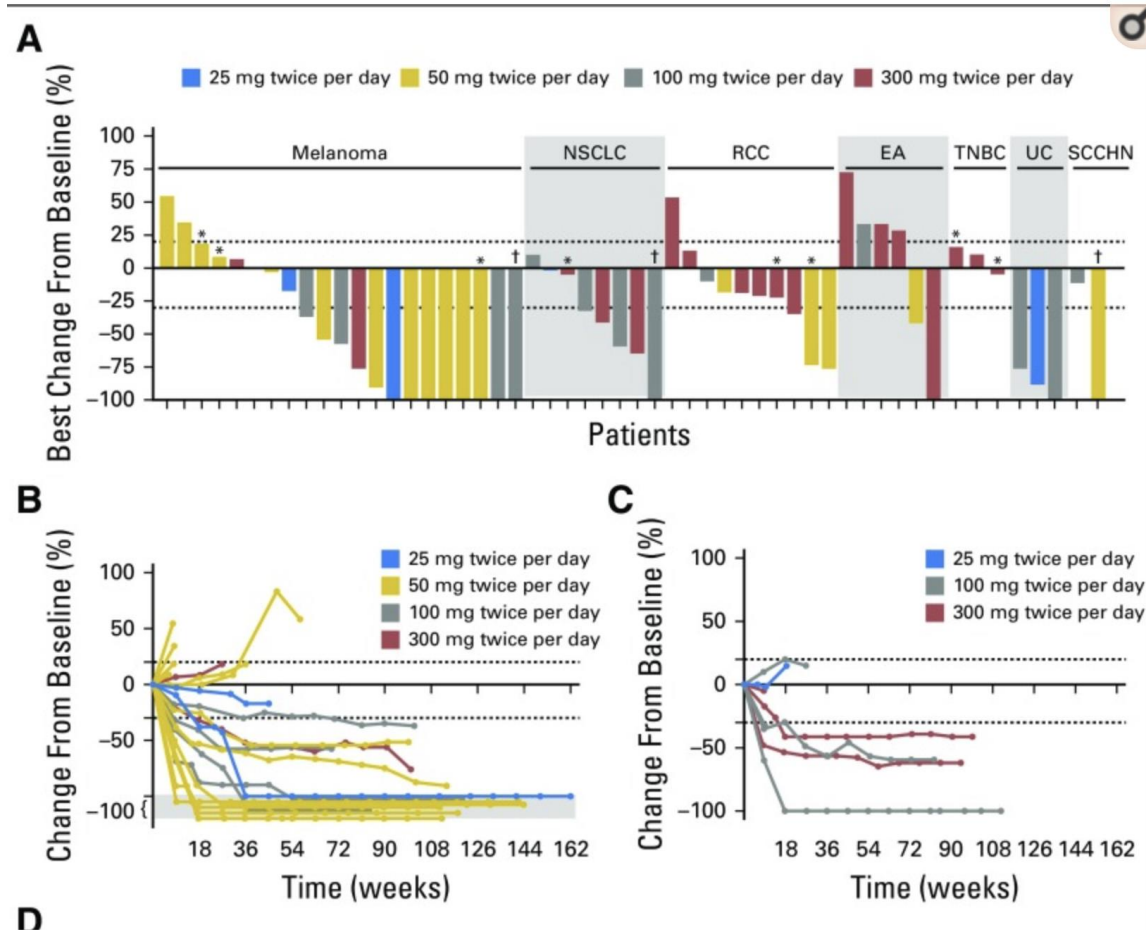 A
25 mg twice per day 50 mg twice per day 100 mg twice per day 300 mg twice per day
Best Change From Baseline (%)
100
75
50
25
0
−25
−50
−75
−100
Melanoma NSCLC RCC EA TNBC UC SCCHN
* * * † * † * * * * †
Patients
B
Change From Baseline (%)
25 mg twice per day
50 mg twice per day
100 mg twice per day
300 mg twice per day
100
50
0
−50
−100 {
18 36 54 72 90 108 126 144 162
Time (weeks)
C
Change From Baseline (%)
25 mg twice per day
100 mg twice per day
300 mg twice per day
100
50
0
−50
−100
18 36 54 72 90 108 126 144 162
Time (weeks)
D